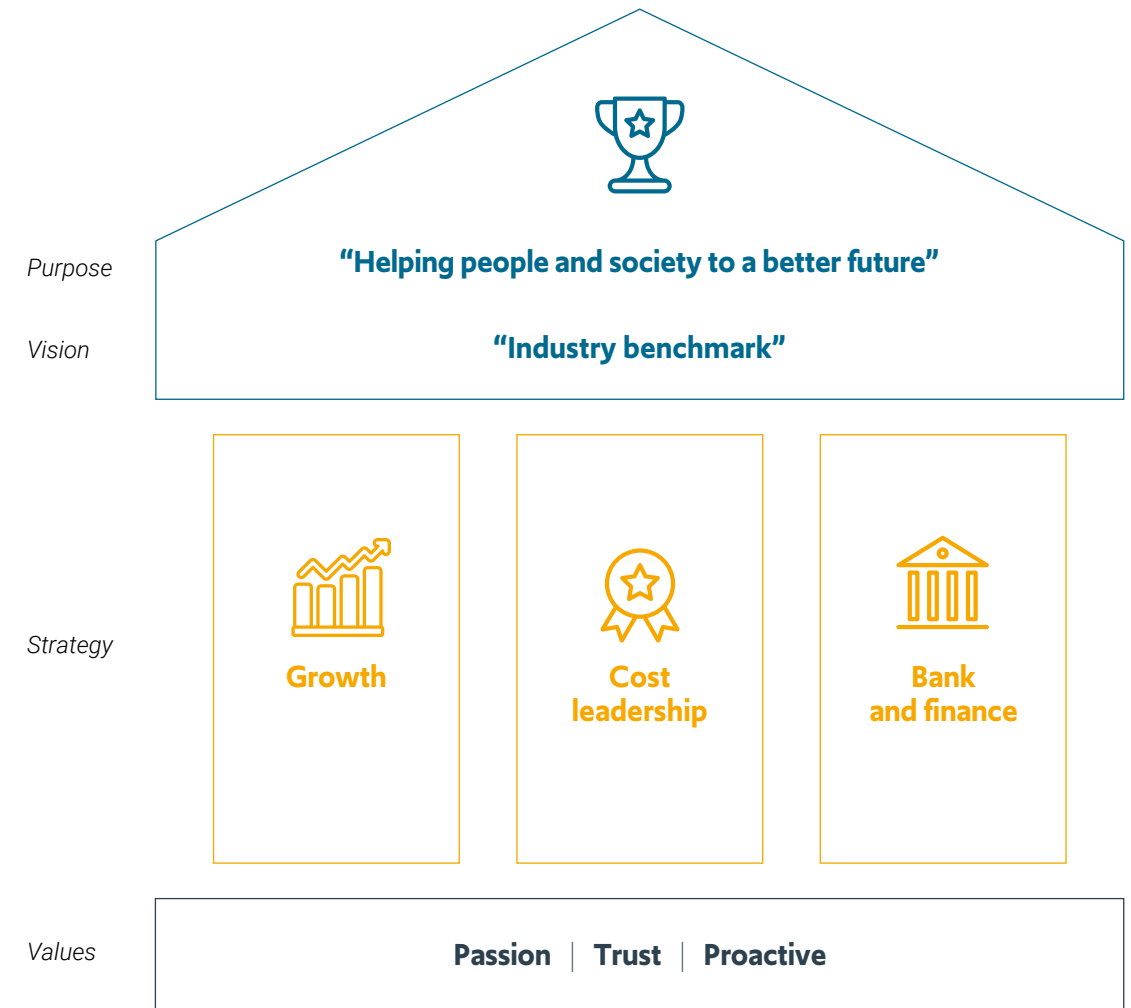 Purpose
“Helping people and society to a better future”
Vision
“Industry benchmark”
Strategy
Growth
Cost
leadership
Bank
and finance
Values
Passion | Trust | Proactive